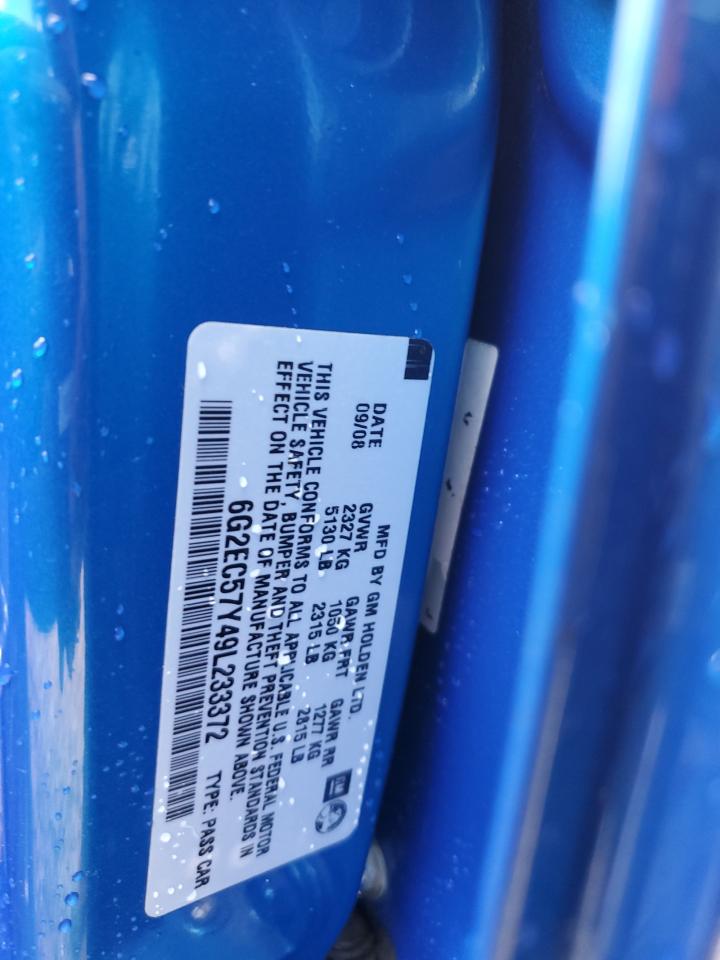 MFD BY GM HOLDEN LTD.
DATE GVWR GAWR FRT GAWR RR
09/08 2327 KG 1050 KG 1277 KG
5130 LB 2315 LB 2815 LB
THIS VEHICLE CONFORMS TO ALL APPLICABLE U.S. FEDERAL MOTOR
VEHICLE SAFETY, BUMPER AND THEFT PREVENTION STANDARDS IN
EFFECT ON THE DATE OF MANUFACTURE SHOWN ABOVE.
6G2EC57Y49L233372 TYPE: PASS CAR
GM